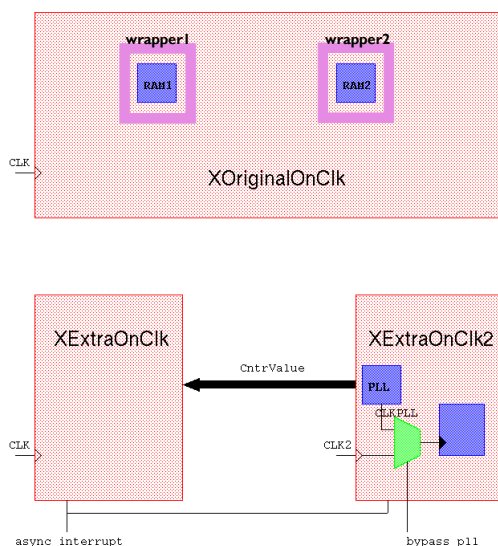 wrapper1 wrapper2
RAM1 RAM2
CLK
XOriginalOnClk
XExtraOnClk XExtraOnClk2
CntrValue
PLL
CLKPLL
CLK CLK2
async interrupt bypass pll